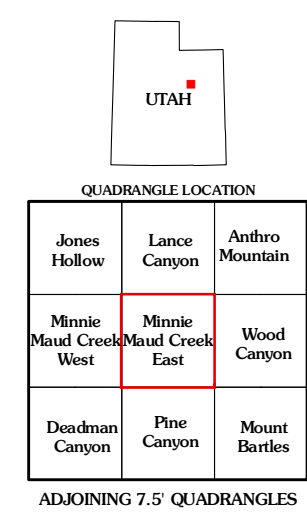 UTAH
QUADRANGLE LOCATION
Jones
Hollow
Lance
Canyon
Anthro
Mountain
Minnie
Maud Creek
West
Minnie
Maud Creek
East
Wood
Canyon
Deadman
Canyon
Pine
Canyon
Mount
Bartles
ADJOINING 7.5' QUADRANGLES